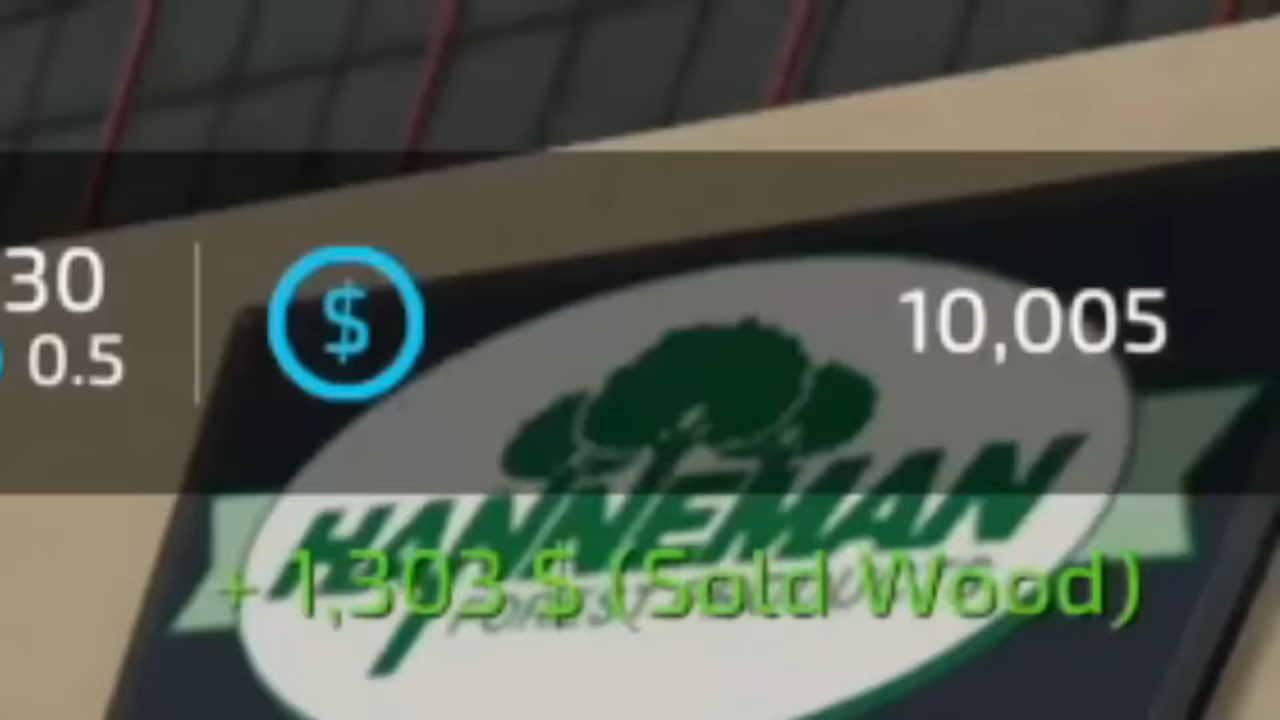 30
0.5
$
10,005
HANNEMAN
+ 1,303 $ (Sold Wood)